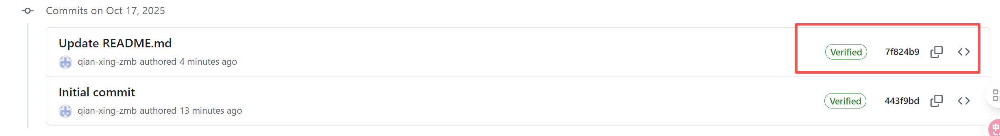 Commits on Oct 17, 2025
Update README.md
qian-xing-zmb authored 4 minutes ago
Verified
7f824b9
Initial commit
qian-xing-zmb authored 13 minutes ago
Verified
443f9bd
中